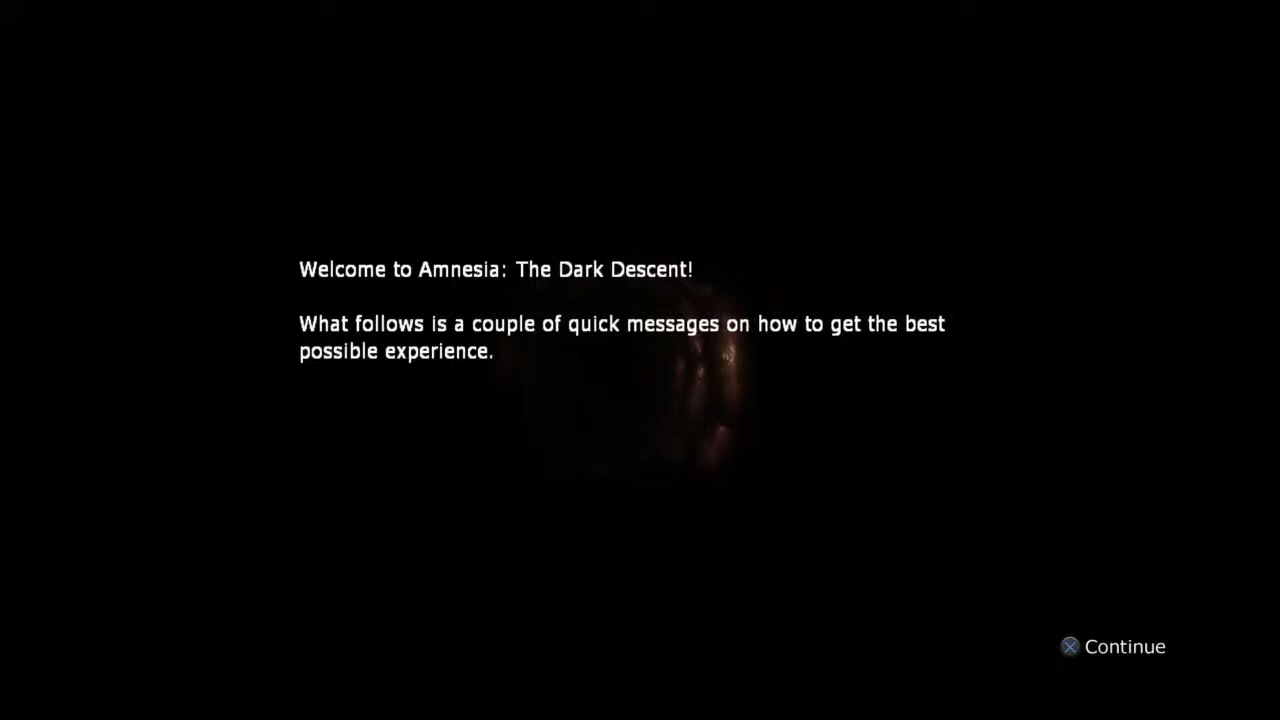 Welcome to Amnesia: The Dark Descent!
What follows is a couple of quick messages on how to get the best
possible experience.
Continue